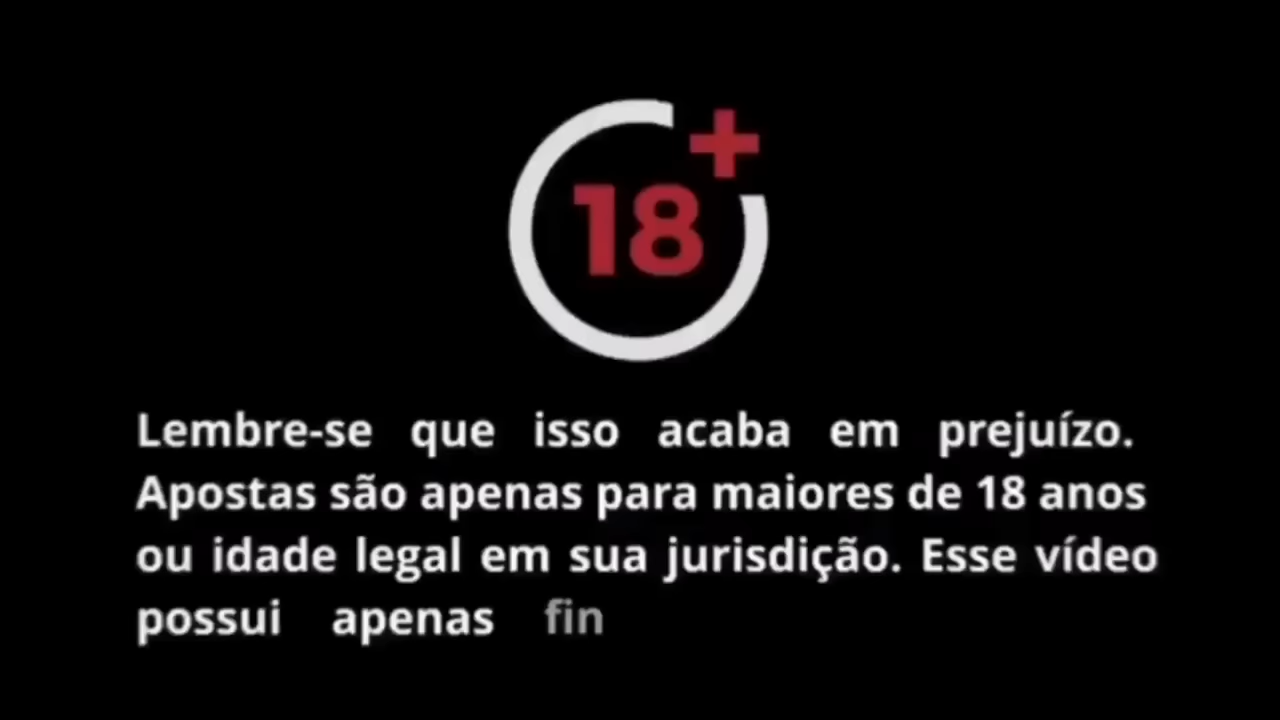 18+
Lembre-se que isso acaba em prejuízo.
Apostas são apenas para maiores de 18 anos
ou idade legal em sua jurisdição. Esse vídeo
possui apenas fin